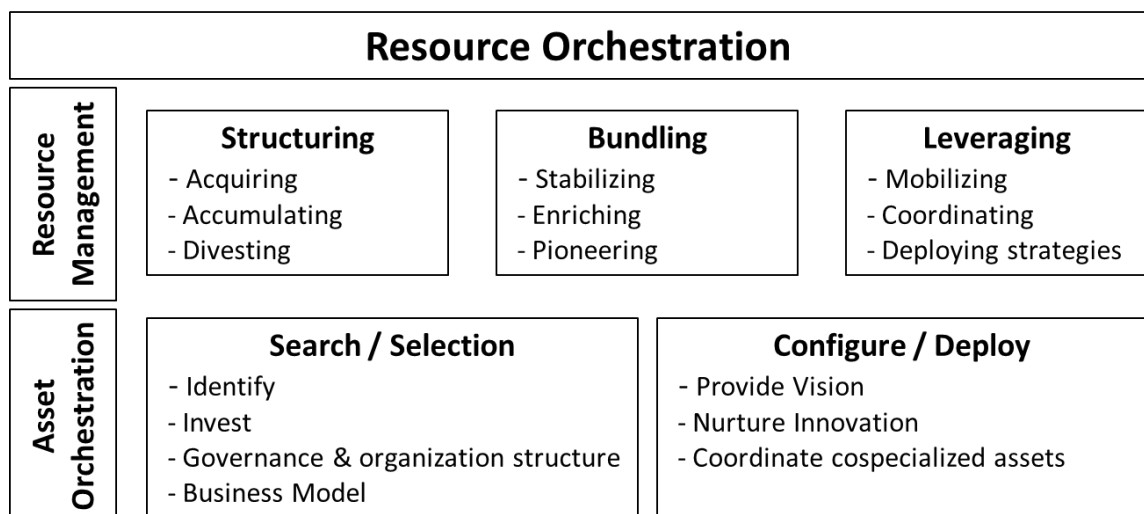 Resource Orchestration
Resource
Management
Structuring
- Acquiring
- Accumulating
- Divesting
Bundling
- Stabilizing
- Enriching
- Pioneering
Leveraging
- Mobilizing
- Coordinating
- Deploying strategies
Asset
Orchestration
Search / Selection
- Identify
- Invest
- Governance & organization structure
- Business Model
Configure / Deploy
- Provide Vision
- Nurture Innovation
- Coordinate cospecialized assets